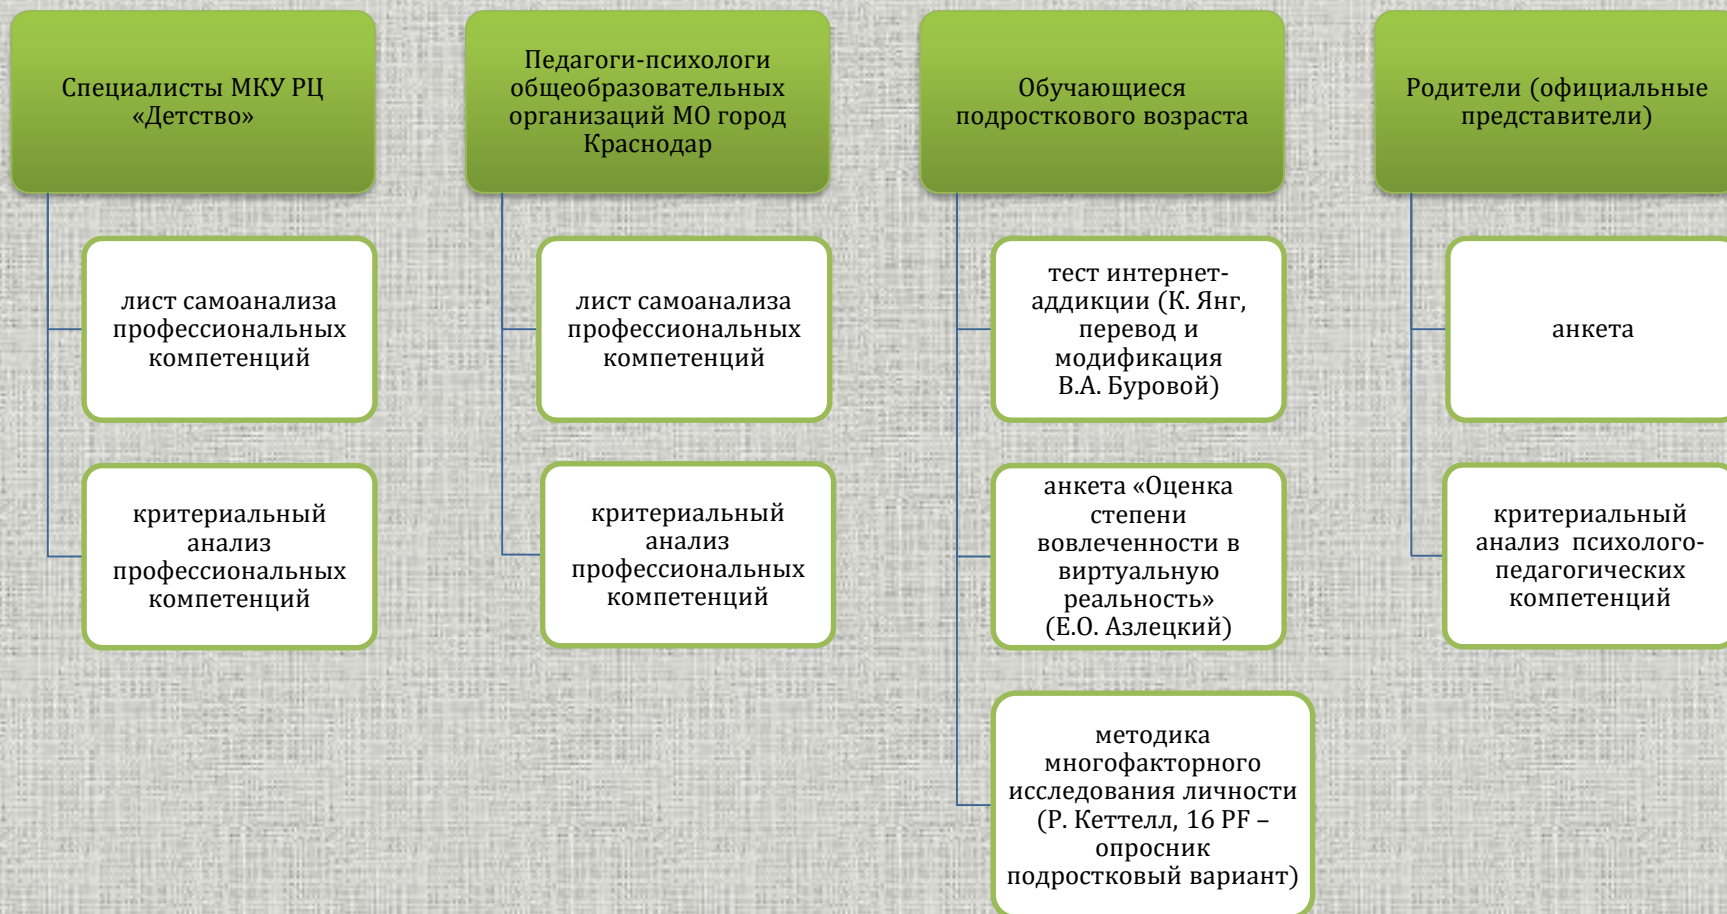 Специалисты МКУ РЦ
«Детство»
лист самоанализа
профессиональных
компетенций
критериальный
анализ
профессиональных
компетенций
Педагоги-психологи
общеобразовательных
организаций МО город
Краснодар
лист самоанализа
профессиональных
компетенций
критериальный
анализ
профессиональных
компетенций
Обучающиеся
подросткового возраста
тест интернет-
аддикции (К. Янг,
перевод и
модификация
В.А. Буровой)
анкета «Оценка
степени
вовлеченности в
виртуальную
реальность»
(Е.О. Азлецкий)
методика
многофакторного
исследования личности
(Р. Кеттелл, 16 PF –
опросник
подростковый вариант)
Родители (официальные
представители)
анкета
критериальный
анализ психолого-
педагогических
компетенций